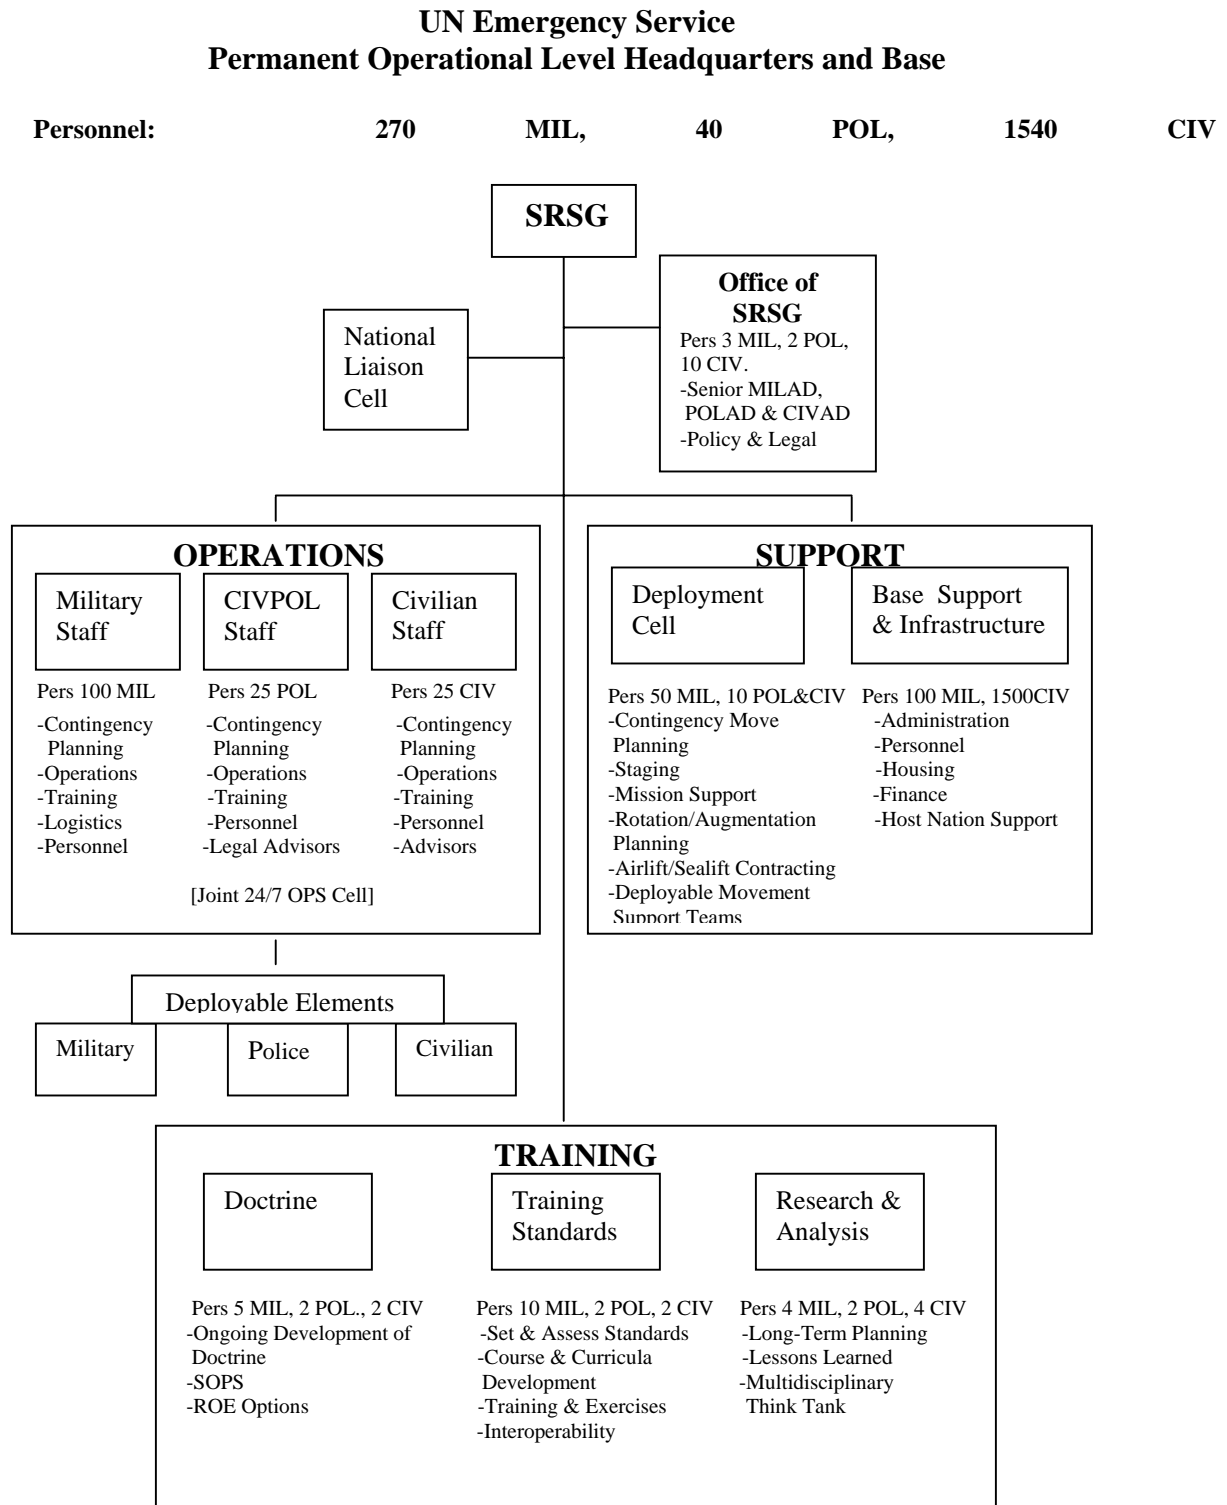 UN Emergency Service
Permanent Operational Level Headquarters and Base
Personnel: 270 MIL, 40 POL, 1540 CIV
SRSG
Office of
SRSG
Pers 3 MIL, 2 POL,
10 CIV.
-Senior MILAD,
POLAD & CIVAD
-Policy & Legal
National
Liaison
Cell
OPERATIONS
Military
Staff
Pers 100 MIL
-Contingency
Planning
-Operations
-Training
-Logistics
-Personnel
CIVPOL
Staff
Pers 25 POL
-Contingency
Planning
-Operations
-Training
-Personnel
-Legal Advisors
Civilian
Staff
Pers 25 CIV
-Contingency
Planning
-Operations
-Training
-Personnel
-Advisors
[Joint 24/7 OPS Cell]
SUPPORT
Deployment
Cell
Pers 50 MIL, 10 POL&CIV
-Contingency Move
Planning
-Staging
-Mission Support
-Rotation/Augmentation
Planning
-Airlift/Sealift Contracting
-Deployable Movement
Support Teams
Base Support
& Infrastructure
Pers 100 MIL, 1500CIV
-Administration
-Personnel
-Housing
-Finance
-Host Nation Support
Deployable Elements
Military
Police
Civilian
TRAINING
Doctrine
Pers 5 MIL, 2 POL., 2 CIV
-Ongoing Development of
Doctrine
-SOPS
-ROE Options
Training
Standards
Pers 10 MIL, 2 POL, 2 CIV
-Set & Assess Standards
-Course & Curricula
Development
-Training & Exercises
-Interoperability
Research &
Analysis
Pers 4 MIL, 2 POL, 4 CIV
-Long-Term Planning
-Lessons Learned
-Multidisciplinary
Think Tank